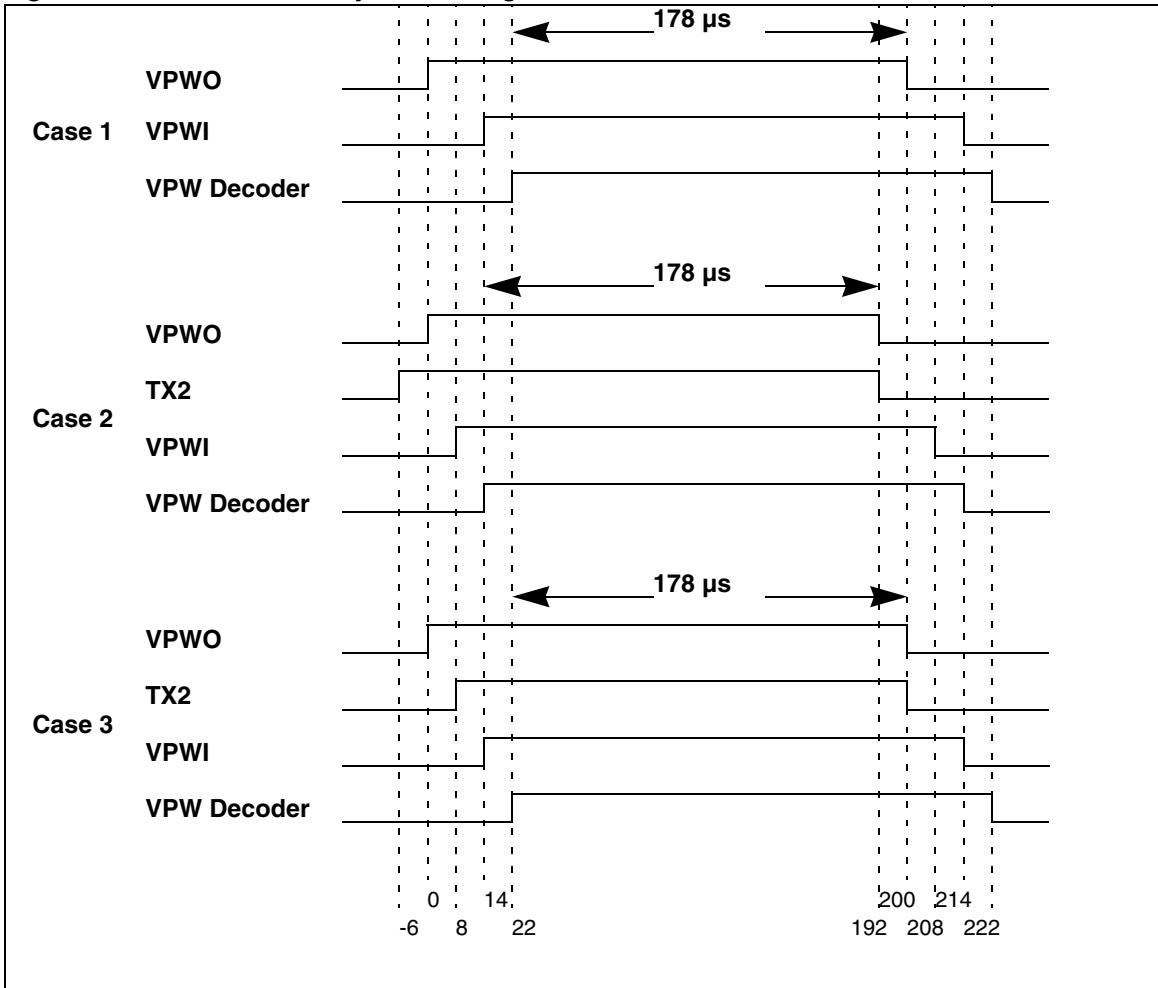 178 µs
VPWO
Case 1 VPWI
VPW Decoder
178 µs
VPWO
TX2
Case 2
VPWI
VPW Decoder
178 µs
VPWO
TX2
Case 3
VPWI
VPW Decoder
0 14 200 214
-6 8 22 192 208 222